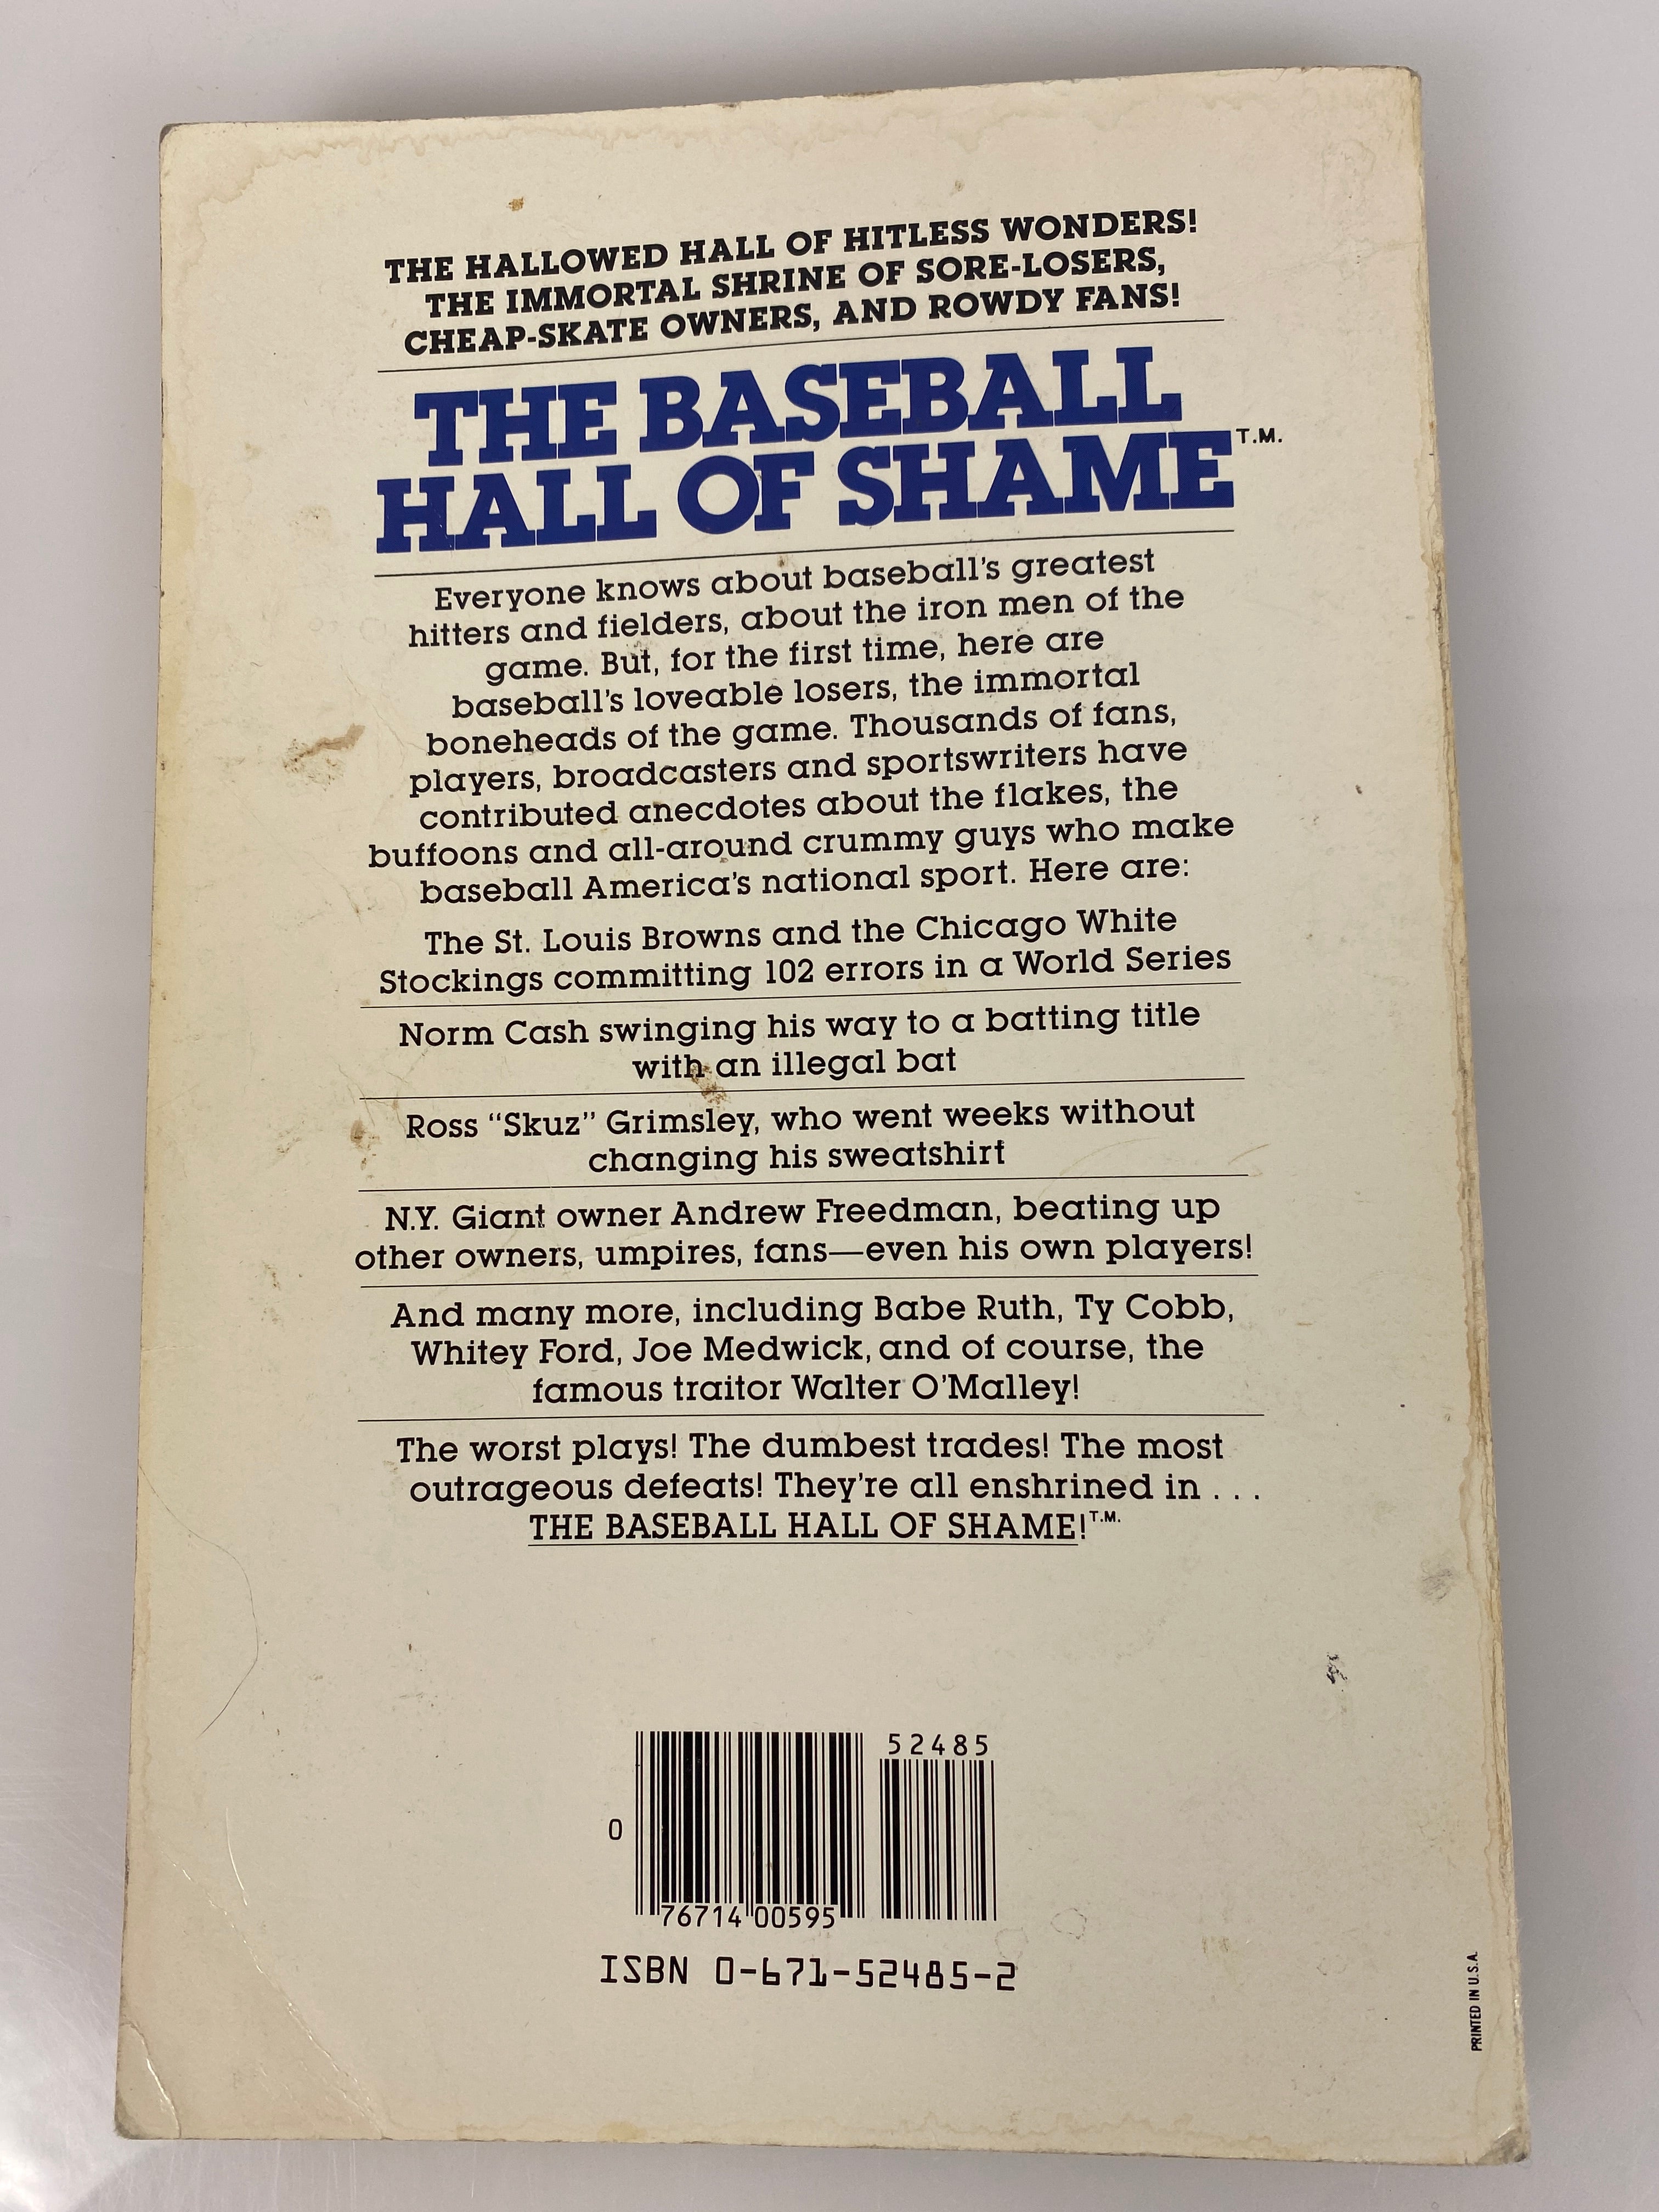 THE HALLOWED HALL OF HITLESS WONDERS!
THE IMMORTAL SHRINE OF SORE-LOSERS,
CHEAP-SKATE OWNERS, AND ROWDY FANS!
THE BASEBALL
HALL OF SHAME T.M.
Everyone knows about baseball's greatest
hitters and fielders, about the iron men of the
game. But, for the first time, here are
baseball's loveable losers, the immortal
boneheads of the game. Thousands of fans,
players, broadcasters and sportswriters have
contributed anecdotes about the flakes, the
buffoons and all-around crummy guys who make
baseball America's national sport. Here are:
The St. Louis Browns and the Chicago White
Stockings committing 102 errors in a World Series
Norm Cash swinging his way to a batting title
with an illegal bat
Ross “Skuz” Grimsley, who went weeks without
changing his sweatshirt
N.Y. Giant owner Andrew Freedman, beating up
other owners, umpires, fans—even his own players!
And many more, including Babe Ruth, Ty Cobb,
Whitey Ford, Joe Medwick, and of course, the
famous traitor Walter O'Malley!
The worst plays! The dumbest trades! The most
outrageous defeats! They're all enshrined in . . .
THE BASEBALL HALL OF SHAME! T.M.
52485
0
76714 00595
ISBN 0-671-52485-2
PRINTED IN U.S.A.